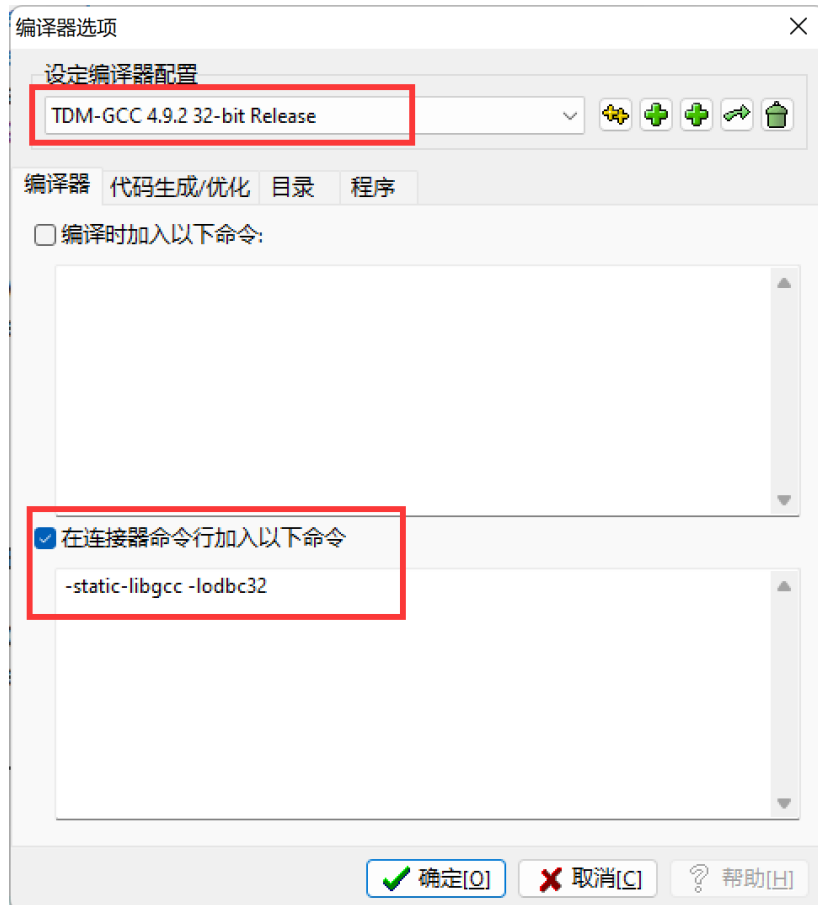 编译器选项
设定编译器配置
TDM-GCC 4.9.2 32-bit Release
编译器 代码生成/优化 目录 程序
编译时加入以下命令:
在连接器命令行加入以下命令
-static-libgcc -lodbc32
确定[O] 取消[C] 帮助[H]